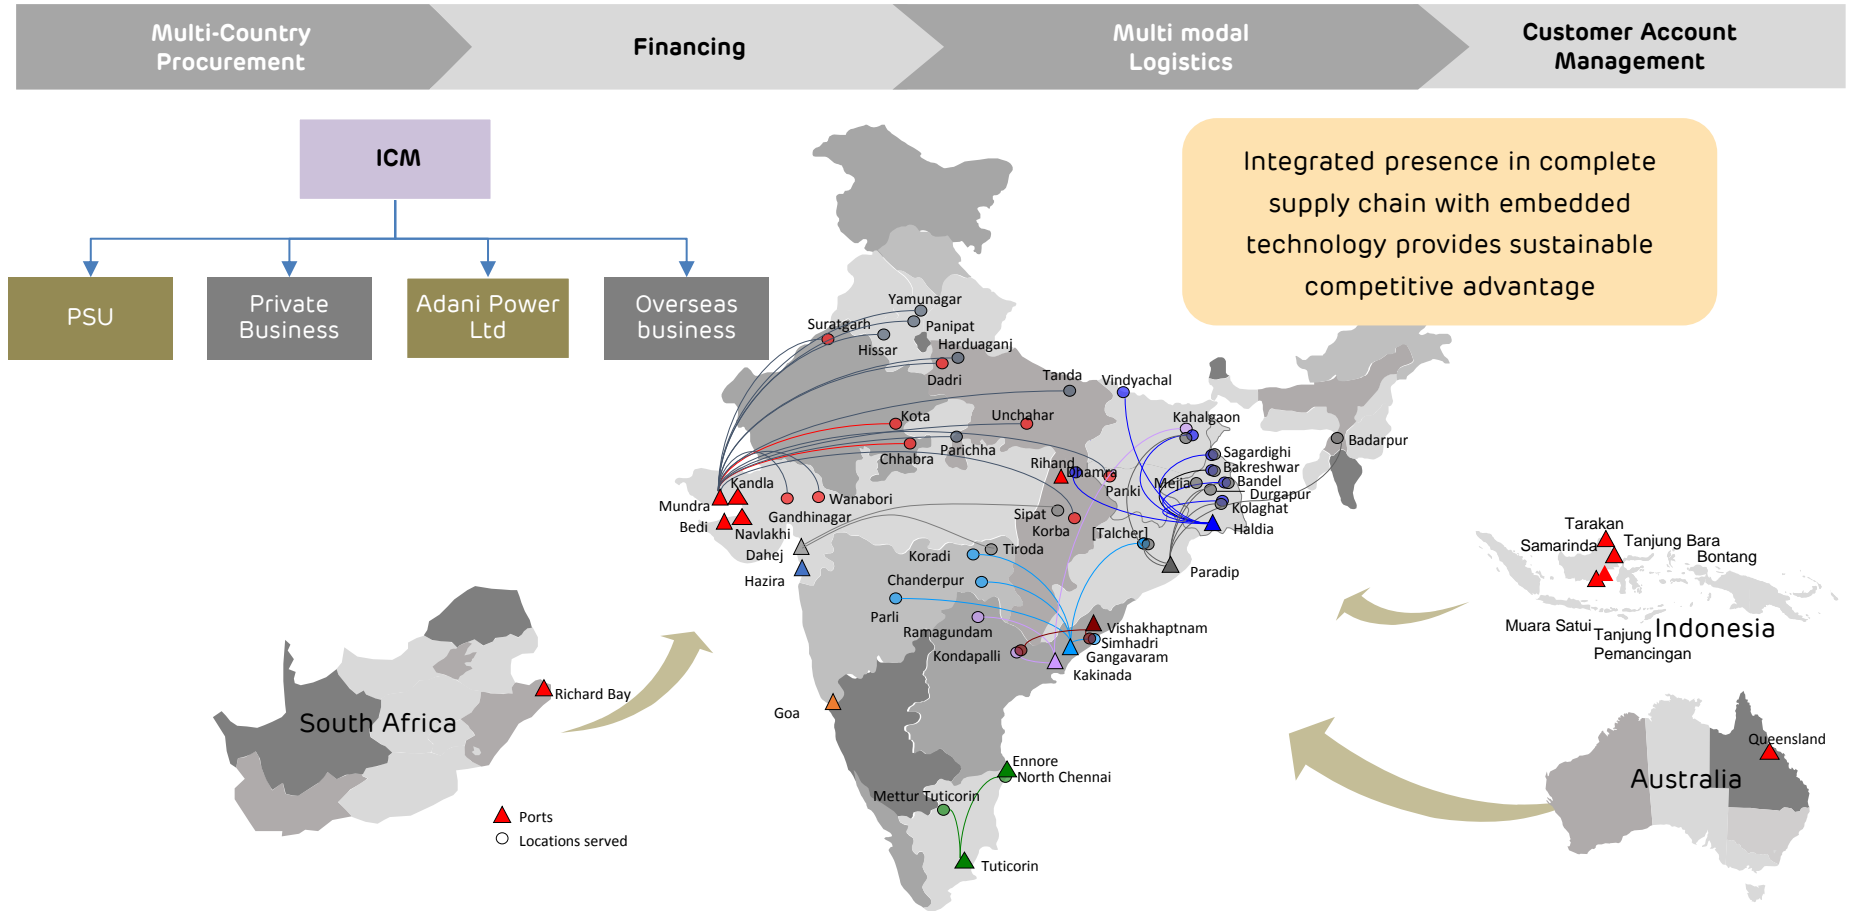 Multi-Country
Procurement
Financing
Multi modal
Logistics
Customer Account
Management
ICM
PSU
Private
Business
Adani Power
Ltd
Overseas
business
Integrated presence in complete
supply chain with embedded
technology provides sustainable
competitive advantage
Yamunagar
Suratgarh
Panipat
Hissar
Harduaganj
Dadri
Tanda
Vindyachal
Kota
Unchahar
Kahalgaon
Badarpur
Chhabra
Parichha
Sagardighi
Rihand
Dhamra
Bakreshwar
Kandla
Panki
Mejia
Bandel
Mundra
Wanabori
Durgapur
Gandhinagar
Sipat
Kolaghat
Bedi
Navlakhi
Korba
[Talcher]
Haldia
Dahej
Koradi
Tiroda
Hazira
Chanderpur
Paradip
Parli
Ramagundam
Vishakhaptnam
Simhadri
Kondapalli
Gangavaram
Kakinada
Goa
Ennore
North Chennai
Mettur Tuticorin
Tuticorin
Richard Bay
South Africa
Ports
Locations served
Tarakan
Samarinda
Tanjung Bara
Bontang
Muara Satui
Tanjung
Pemancingan
Indonesia
Queensland
Australia